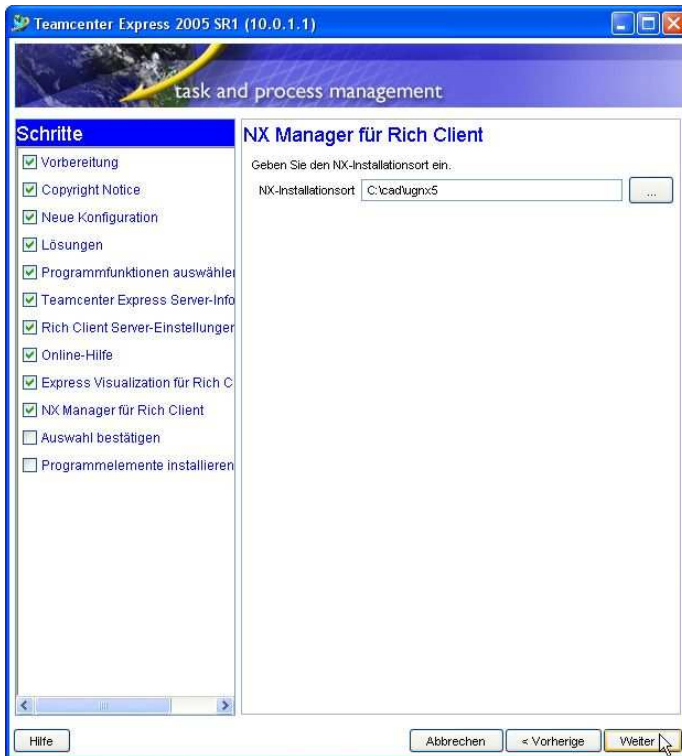 Teamcenter Express 2005 SR1 (10.0.1.1)
task and process management
Schritte
Vorbereitung
Copyright Notice
Neue Konfiguration
Lösungen
Programmfunktionen auswählen
Teamcenter Express Server-Info
Rich Client Server-Einstellungen
Online-Hilfe
Express Visualization für Rich C
NX Manager für Rich Client
Auswahl bestätigen
Programmelemente installieren
NX Manager für Rich Client
Geben Sie den NX-Installationsort ein.
NX-Installationsort C:\cad\ugnx5 ...
Hilfe Abbrechen < Vorherige Weiter